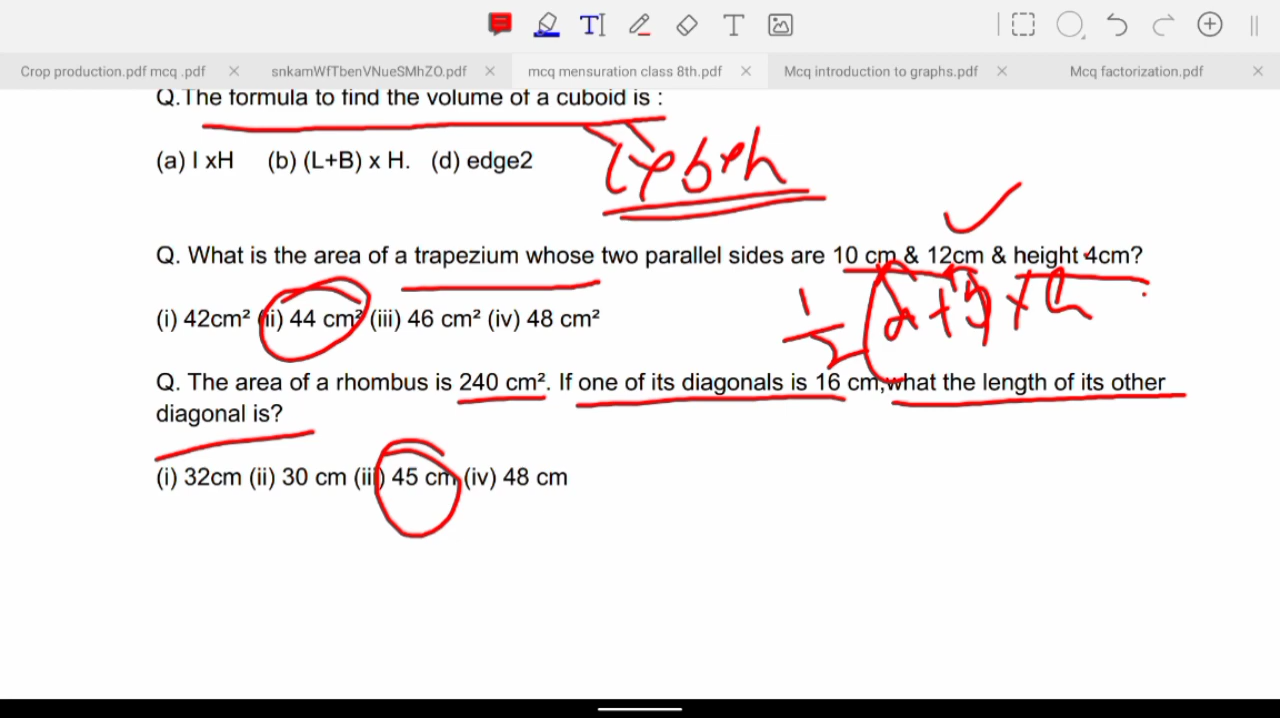 Crop production.pdf mcq .pdf snkamWfTbenVNueSMhZO.pdf mcq mensuration class 8th.pdf Mcq introduction to graphs.pdf Mcq factorization.pdf
Q.The formula to find the volume of a cuboid is :
(a) l xH (b) (L+B) x H. (d) edge2
l×b×h
Q. What is the area of a trapezium whose two parallel sides are 10 cm & 12cm & height 4cm?
(i) 42cm² (ii) 44 cm² (iii) 46 cm² (iv) 48 cm²
Q. The area of a rhombus is 240 cm². If one of its diagonals is 16 cm,what the length of its other
diagonal is?
(i) 32cm (ii) 30 cm (iii) 45 cm (iv) 48 cm